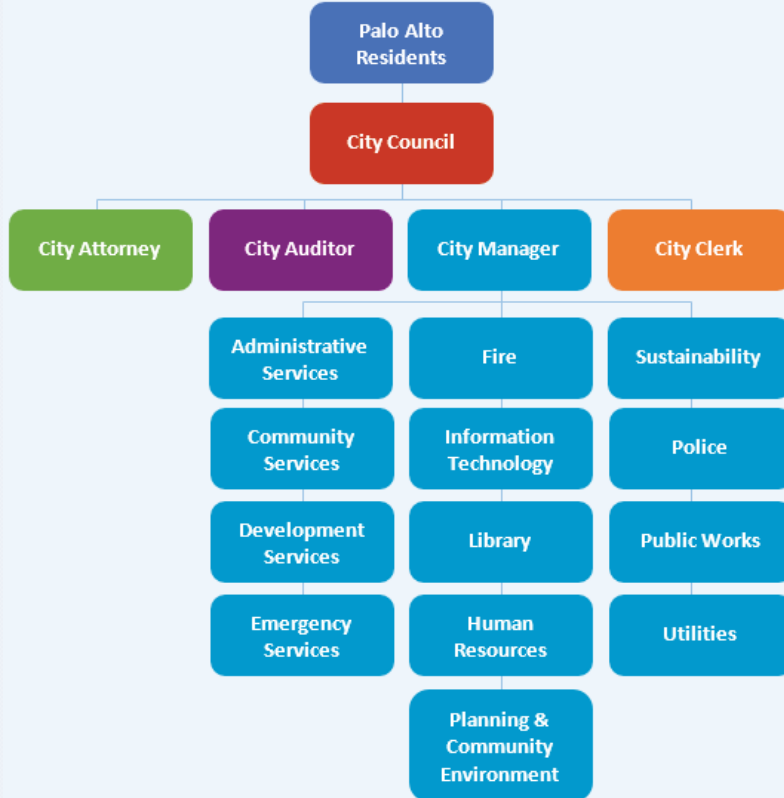 Palo Alto
Residents
City Council
City Attorney
City Auditor
City Manager
City Clerk
Administrative
Services
Fire
Sustainability
Community
Services
Information
Technology
Police
Development
Services
Library
Public Works
Emergency
Services
Human
Resources
Utilities
Planning &
Community
Environment